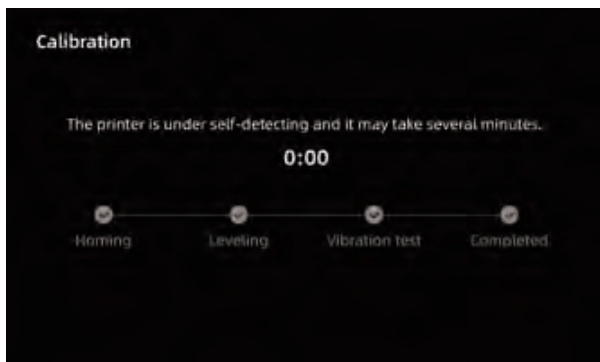 Calibration
The printer is under self-detecting and it may take several minutes.
0:00
Homing Leveling Vibration test Completed